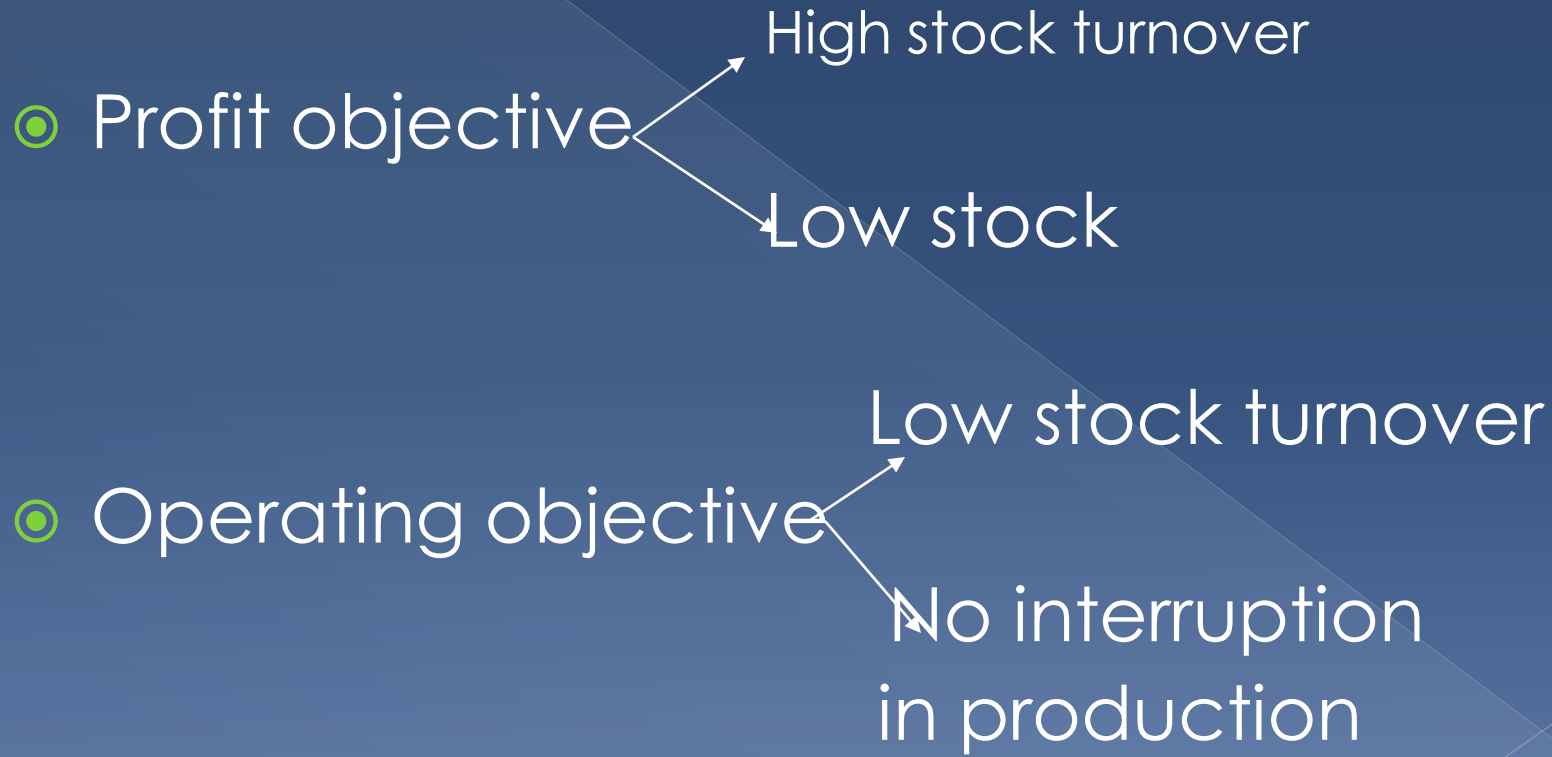 High stock turnover
Profit objective
Low stock
Low stock turnover
Operating objective
No interruption
in production